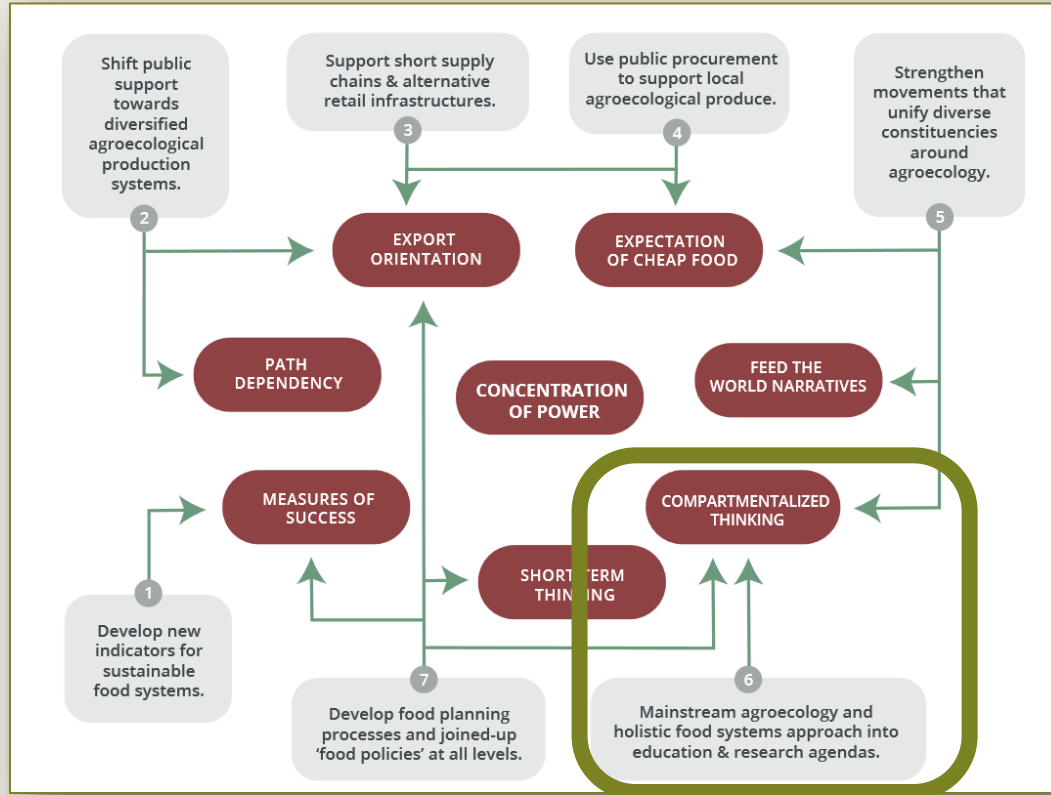 Shift public
support
towards
diversified
agroecological
production
systems.
2
Support short supply
chains & alternative
retail infrastructures.
3
Use public procurement
to support local
agroecological produce.
4
Strengthen
movements that
unify diverse
constituencies
around
agroecology.
5
EXPORT
ORIENTATION
EXPECTATION
OF CHEAP FOOD
PATH
DEPENDENCY
CONCENTRATION
OF POWER
FEED THE
WORLD NARRATIVES
MEASURES OF
SUCCESS
COMPARTMENTALIZED
THINKING
SHORT TERM
THINKING
1
Develop new
indicators for
sustainable
food systems.
7
Develop food planning
processes and joined-up
‘food policies’ at all levels.
6
Mainstream agroecology and
holistic food systems approach into
education & research agendas.